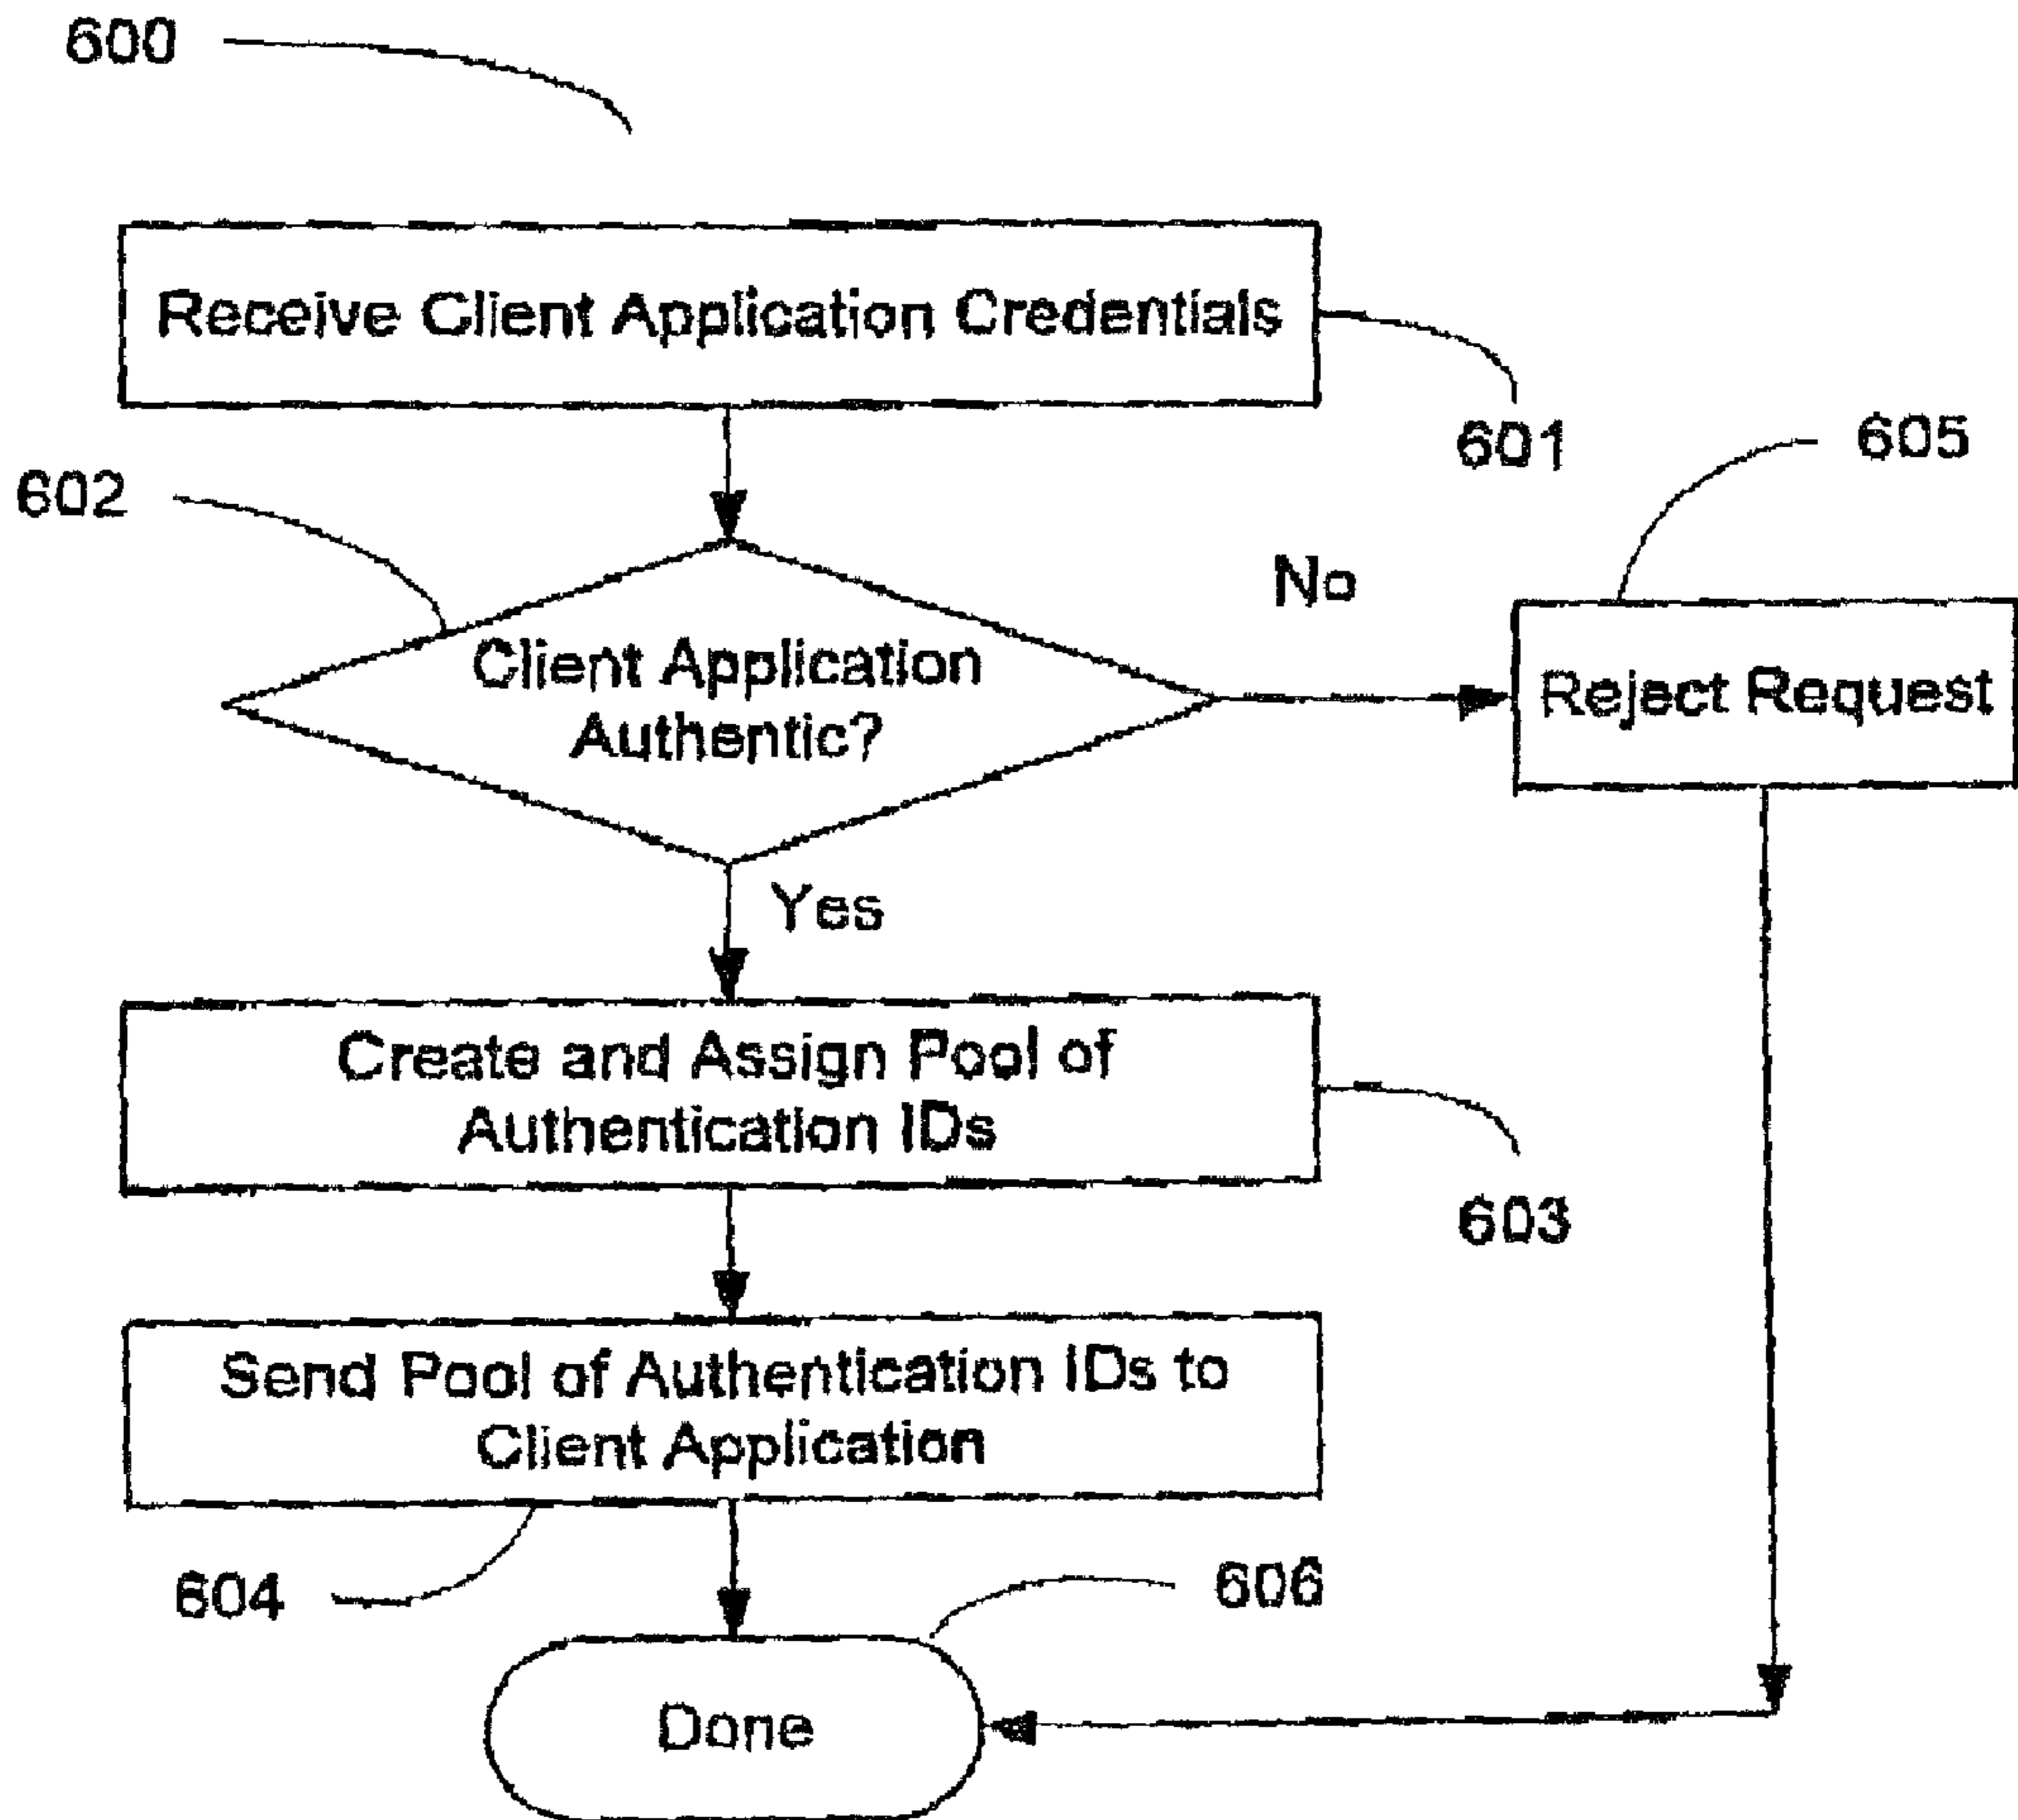 600
Receive Client Application Credentials
601
605
602
No
Client Application
Authentic?
Reject Request
Yes
Create and Assign Pool of
Authentication IDs
603
Send Pool of Authentication IDs to
Client Application
604
606
Done